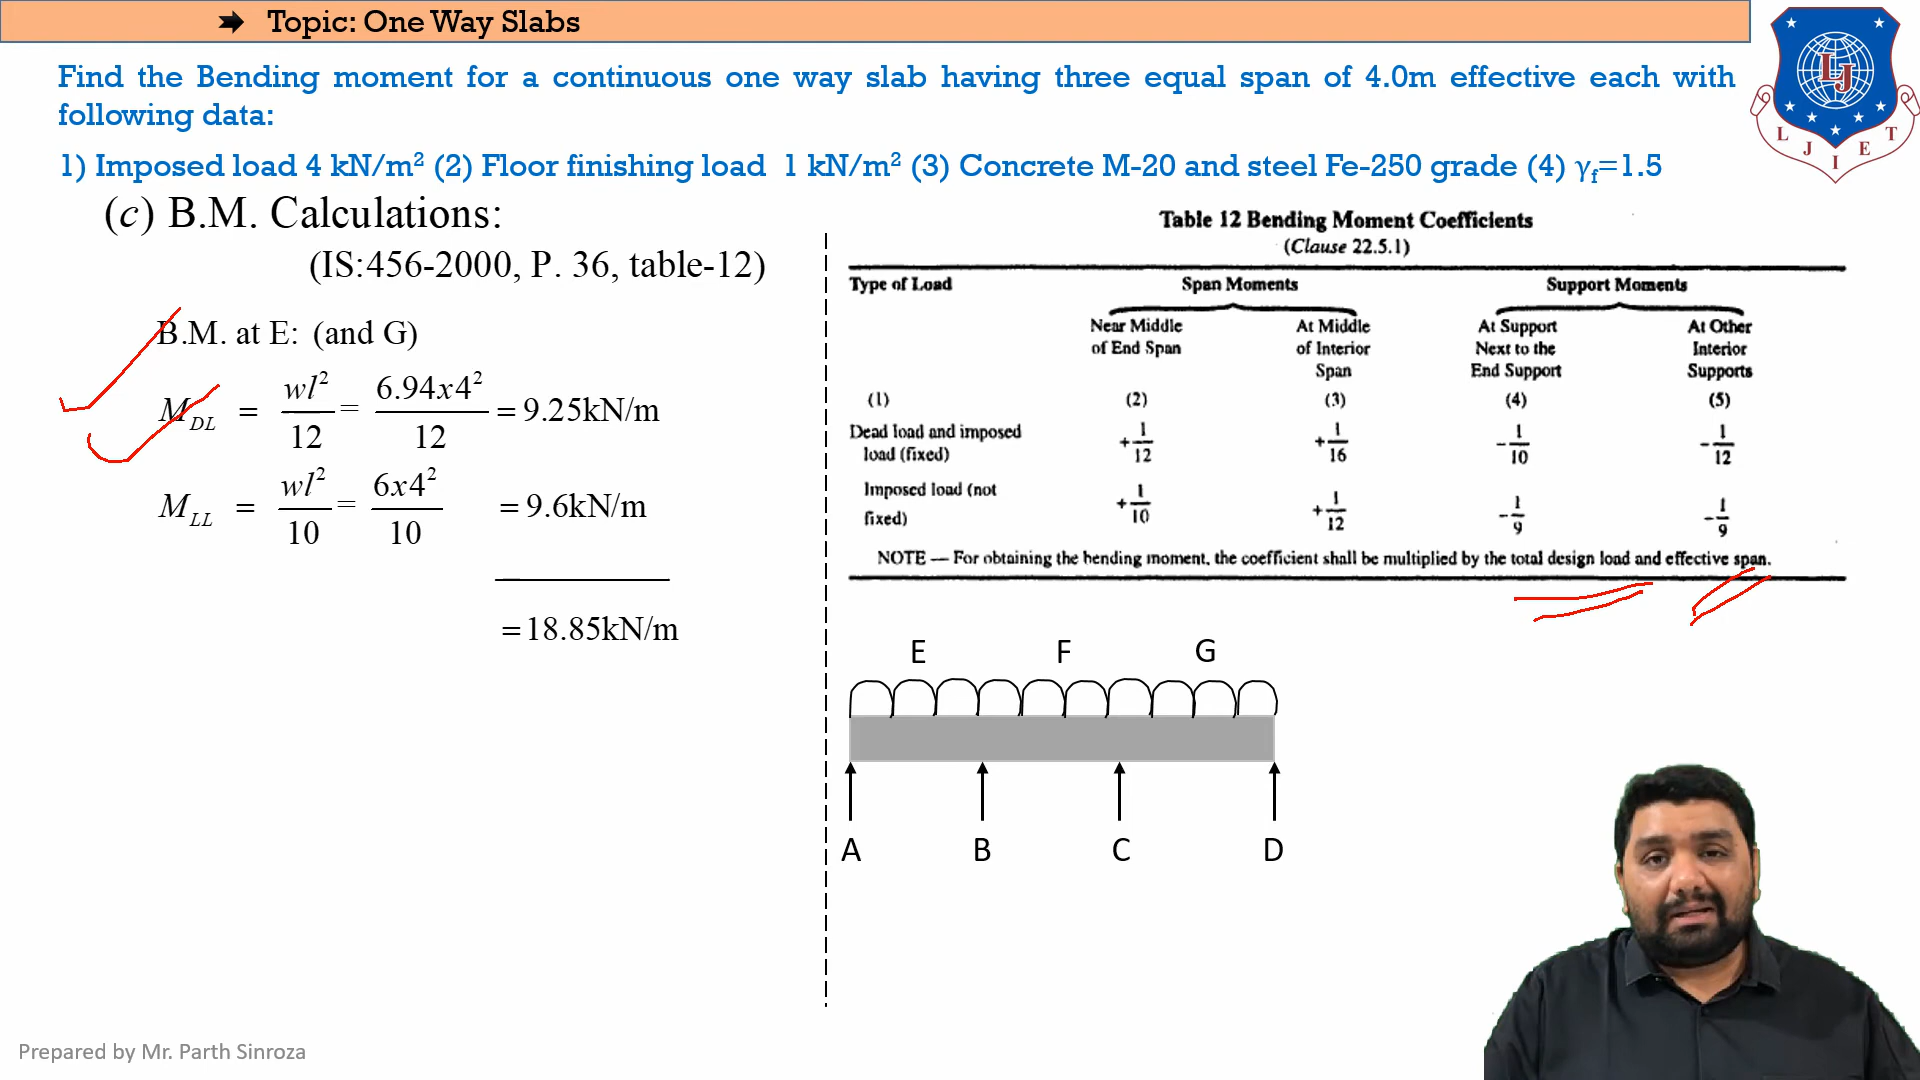 Topic: One Way Slabs
Find the Bending moment for a continuous one way slab having three equal span of 4.0m effective each with
following data:
1) Imposed load 4 kN/m² (2) Floor finishing load 1 kN/m² (3) Concrete M-20 and steel Fe-250 grade (4) γf=1.5
LJ
L J I E T
(c) B.M. Calculations:
(IS:456-2000, P. 36, table-12)
B.M. at E: (and G)
M_DL = wl²/12 = 6.94x4²/12 = 9.25kN/m
M_LL = wl²/10 = 6x4²/10 = 9.6kN/m
=18.85kN/m
Table 12 Bending Moment Coefficients
(Clause 22.5.1)
Type of Load Span Moments Support Moments
Near Middle At Middle At Support At Other
of End Span of Interior Next to the Interior
Span End Support Supports
(1) (2) (3) (4) (5)
Dead load and imposed
load (fixed) +1/12 +1/16 -1/10 -1/12
Imposed load (not
fixed) +1/10 +1/12 -1/9 -1/9
NOTE — For obtaining the bending moment, the coefficient shall be multiplied by the total design load and effective span.
E F G
A B C D
Prepared by Mr. Parth Sinroza